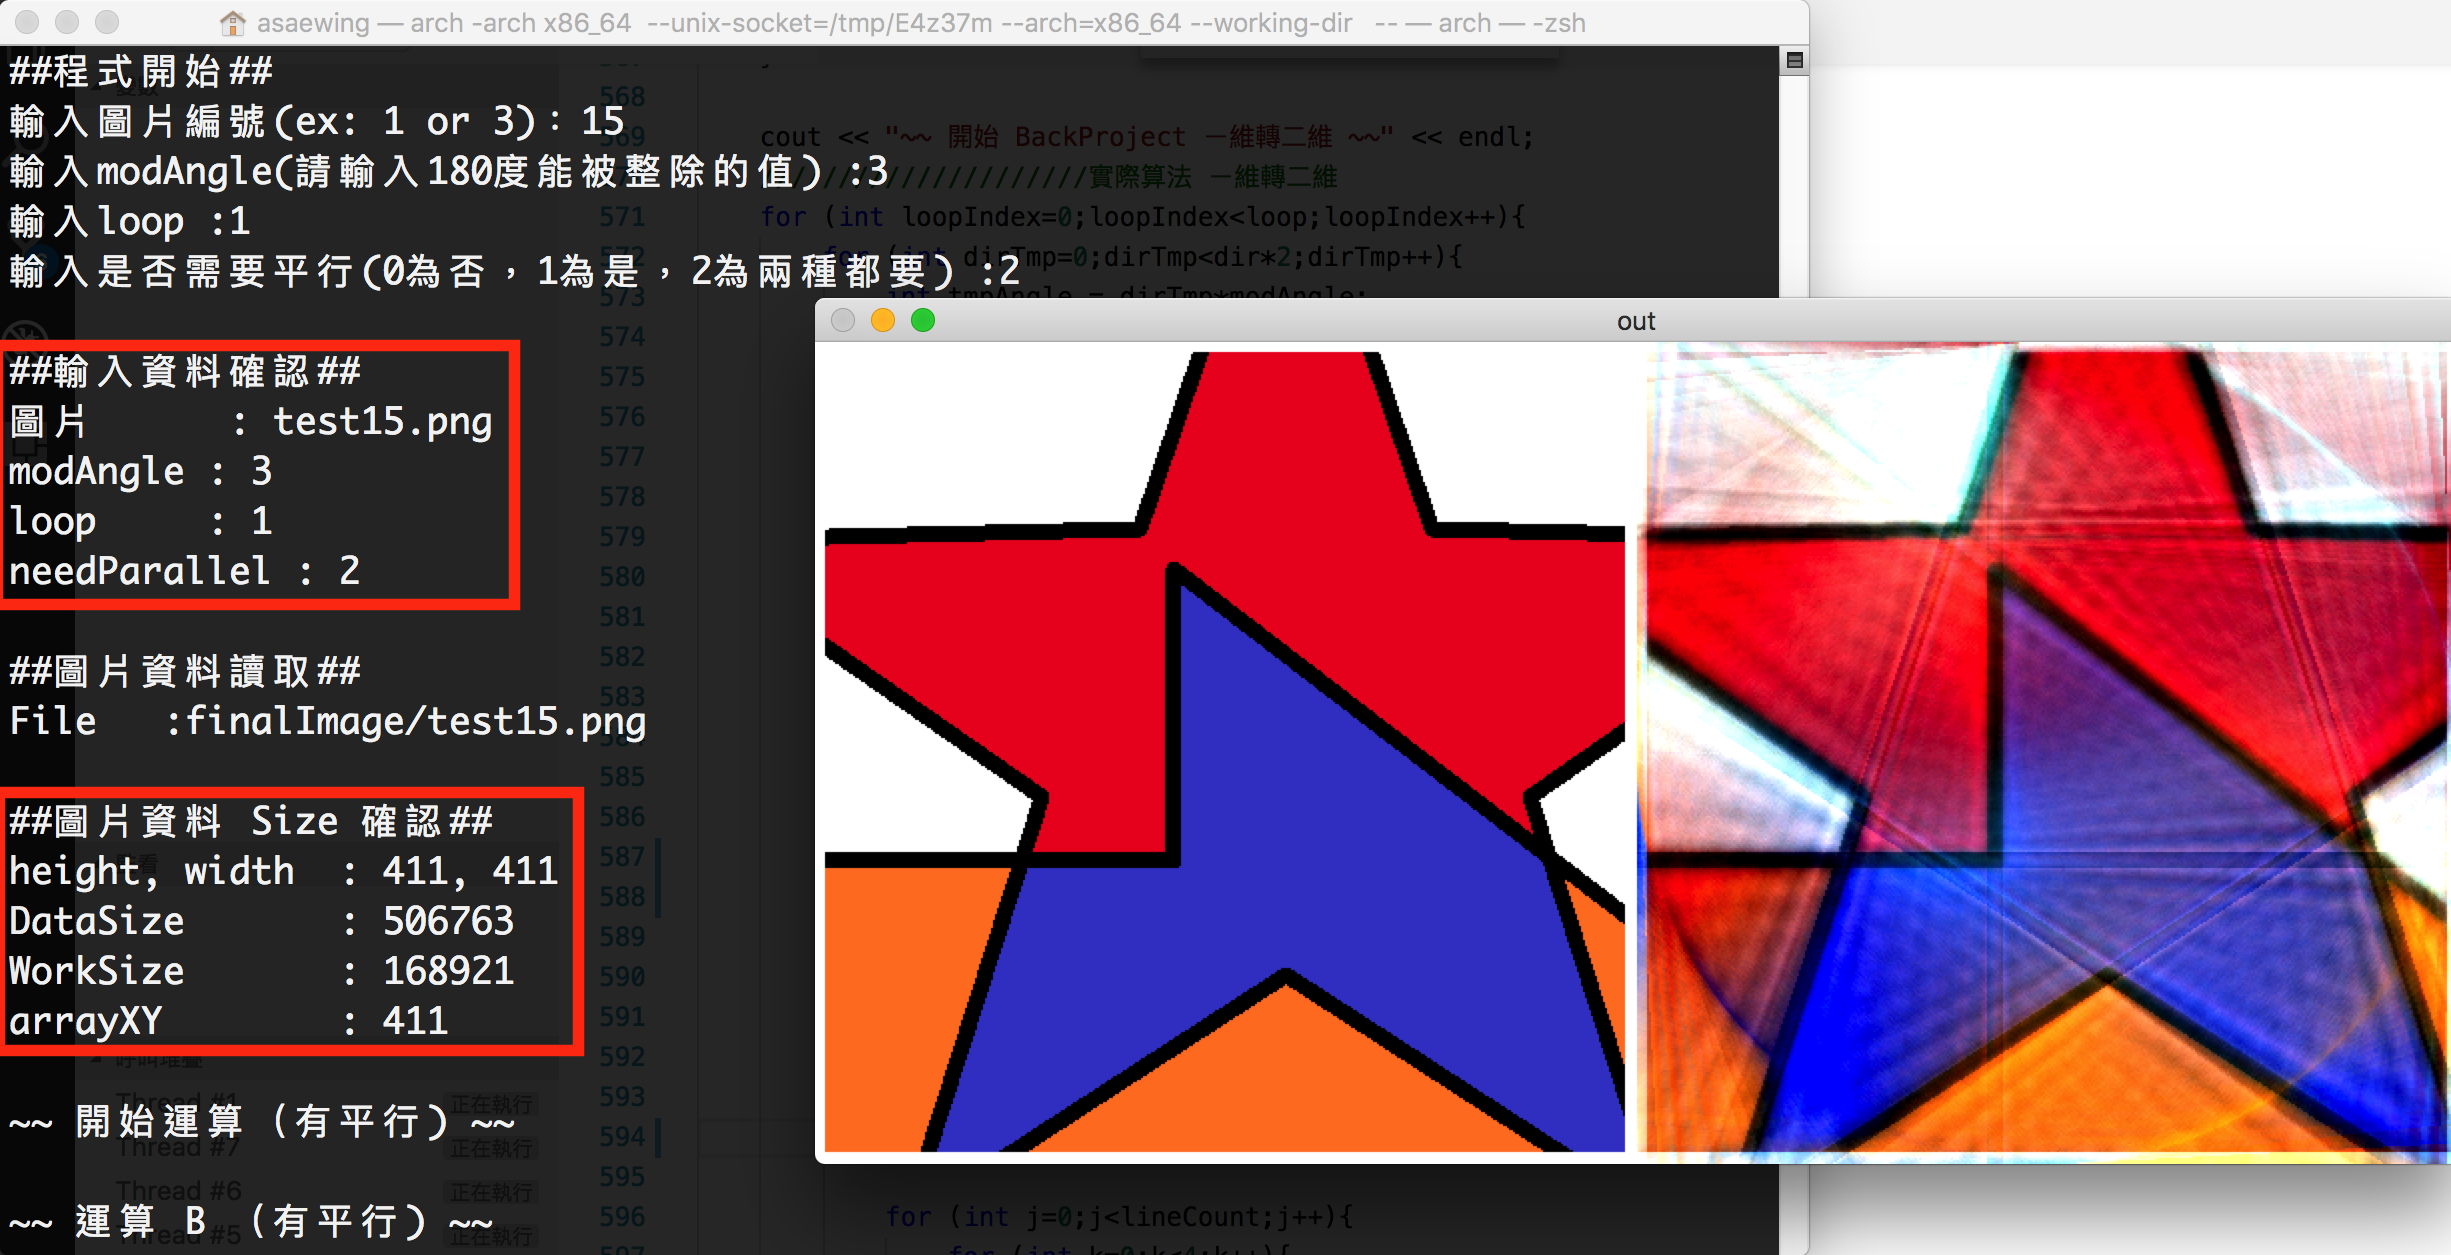 asaewing — arch -arch x86_64 --unix-socket=/tmp/E4z37m --arch=x86_64 --working-dir -- — arch — -zsh
##程式開始##
輸入圖片編號(ex: 1 or 3): 15
輸入modAngle(請輸入180度能被整除的值) :3
輸入loop :1
輸入是否需要平行(0為否，1為是，2為兩種都要) :2
##輸入資料確認##
圖片 : test15.png
modAngle : 3
loop : 1
needParallel : 2
##圖片資料讀取##
File :finalImage/test15.png
##圖片資料 Size 確認##
height, width : 411, 411
DataSize : 506763
WorkSize : 168921
arrayXY : 411
~~ 開始運算 (有平行) ~~
~~ 運算 B (有平行) ~~
568
569 cout << "~~ 開始 BackProject 一維轉二維 ~~" << endl;
///////////////////實際算法 一維轉二維
571 for (int loopIndex=0;loopIndex<loop;loopIndex++){
572 for (int dirTmp=0;dirTmp<dir*2;dirTmp++){
573 int tmpAngle = dirTmp*modAngle;
574
575
576
577
578
579
580
581
582
583
584
585
586
587
588
589
590
591
592
593
594
595
596 for (int j=0;j<lineCount;j++){
597 for (int k=0;k<4;k++){
out
呼叫堆疊
Thread #1 正在執行
Thread #7 正在執行
Thread #6 正在執行
Thread #5 正在執行